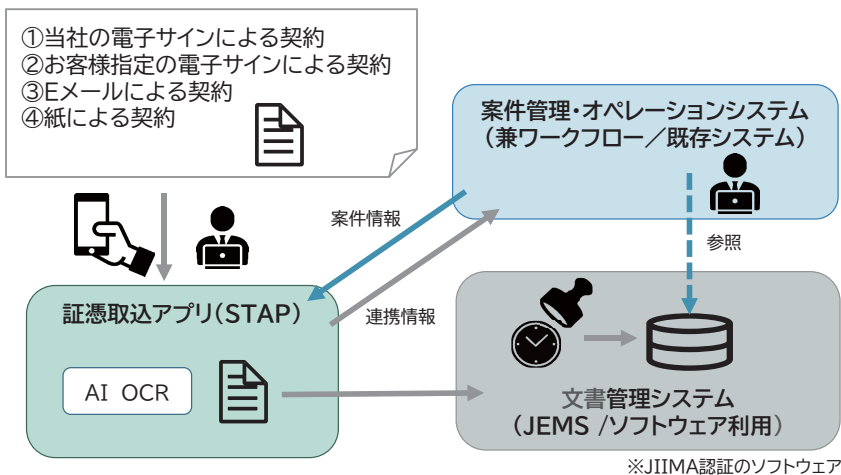 ①当社の電子サインによる契約
②お客様指定の電子サインによる契約
③Eメールによる契約
④紙による契約
案件管理・オペレーションシステム
（兼ワークフロー／既存システム）
案件情報
参照
証憑取込アプリ（STAP）
連携情報
AI OCR
文書管理システム
（JEMS /ソフトウェア利用）
※JIIMA認証のソフトウェア